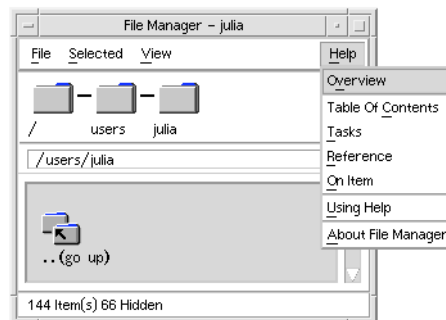 File Manager - julia
File Selected View Help
Overview
Table Of Contents
Tasks
Reference
On Item
Using Help
About File Manager
/ users julia
/users/julia
..(go up)
144 Item(s) 66 Hidden